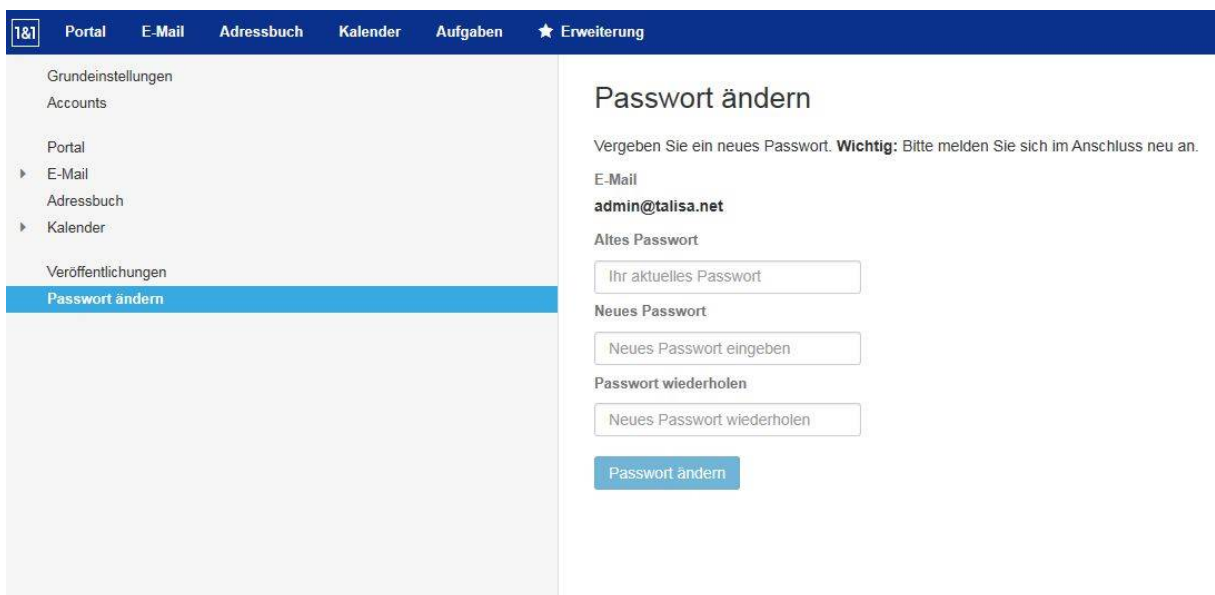 1&1 Portal E-Mail Adressbuch Kalender Aufgaben Erweiterung
Grundeinstellungen
Accounts
Portal
E-Mail
Adressbuch
Kalender
Veröffentlichungen
Passwort ändern
Passwort ändern
Vergeben Sie ein neues Passwort. Wichtig: Bitte melden Sie sich im Anschluss neu an.
E-Mail
admin@talisa.net
Altes Passwort
Ihr aktuelles Passwort
Neues Passwort
Neues Passwort eingeben
Passwort wiederholen
Neues Passwort wiederholen
Passwort ändern